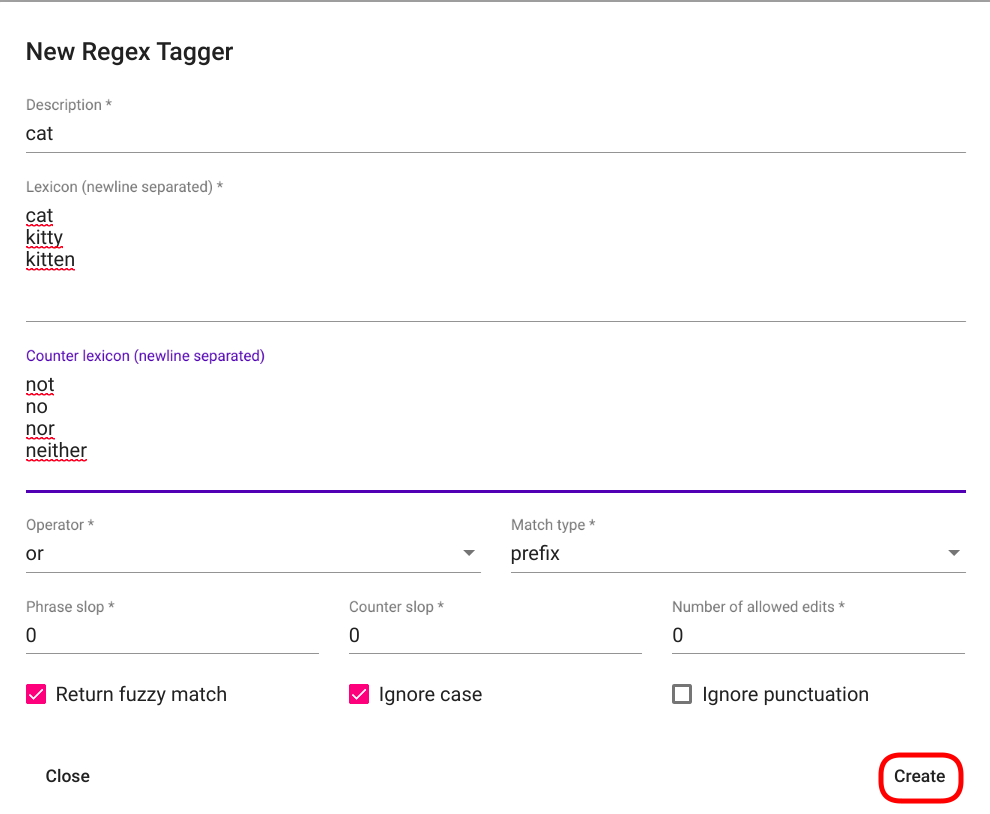 New Regex Tagger
Description *
cat
Lexicon (newline separated) *
cat
kitty
kitten
Counter lexicon (newline separated)
not
no
nor
neither
Operator * Match type *
or prefix
Phrase slop * Counter slop * Number of allowed edits *
0 0 0
Return fuzzy match Ignore case Ignore punctuation
Close Create